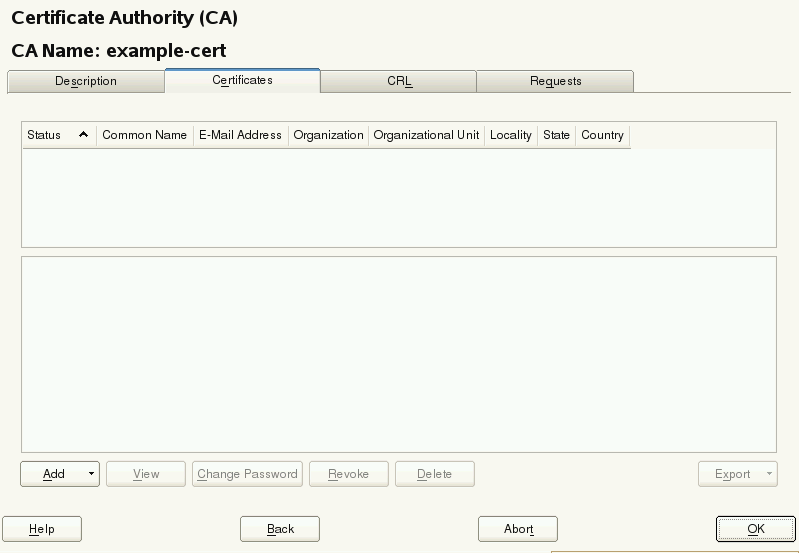 Certificate Authority (CA)
CA Name: example-cert
Description Certificates CRL Requests
Status Common Name E-Mail Address Organization Organizational Unit Locality State Country
Add View Change Password Revoke Delete Export
Help Back Abort OK